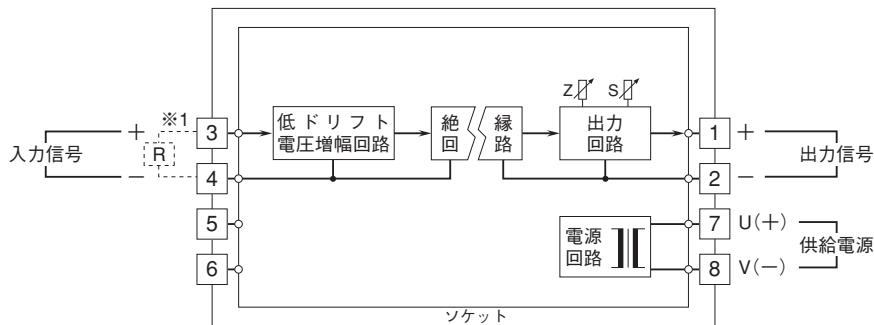 入力信号
+
−
※1
R
3
4
5
6
低ドリフト
電圧増幅回路
絶 縁
回 路
Z
S
出力
回路
電源
回路
1
2
7
8
+
−
出力信号
U(+)
V(−)
供給電源
ソケット